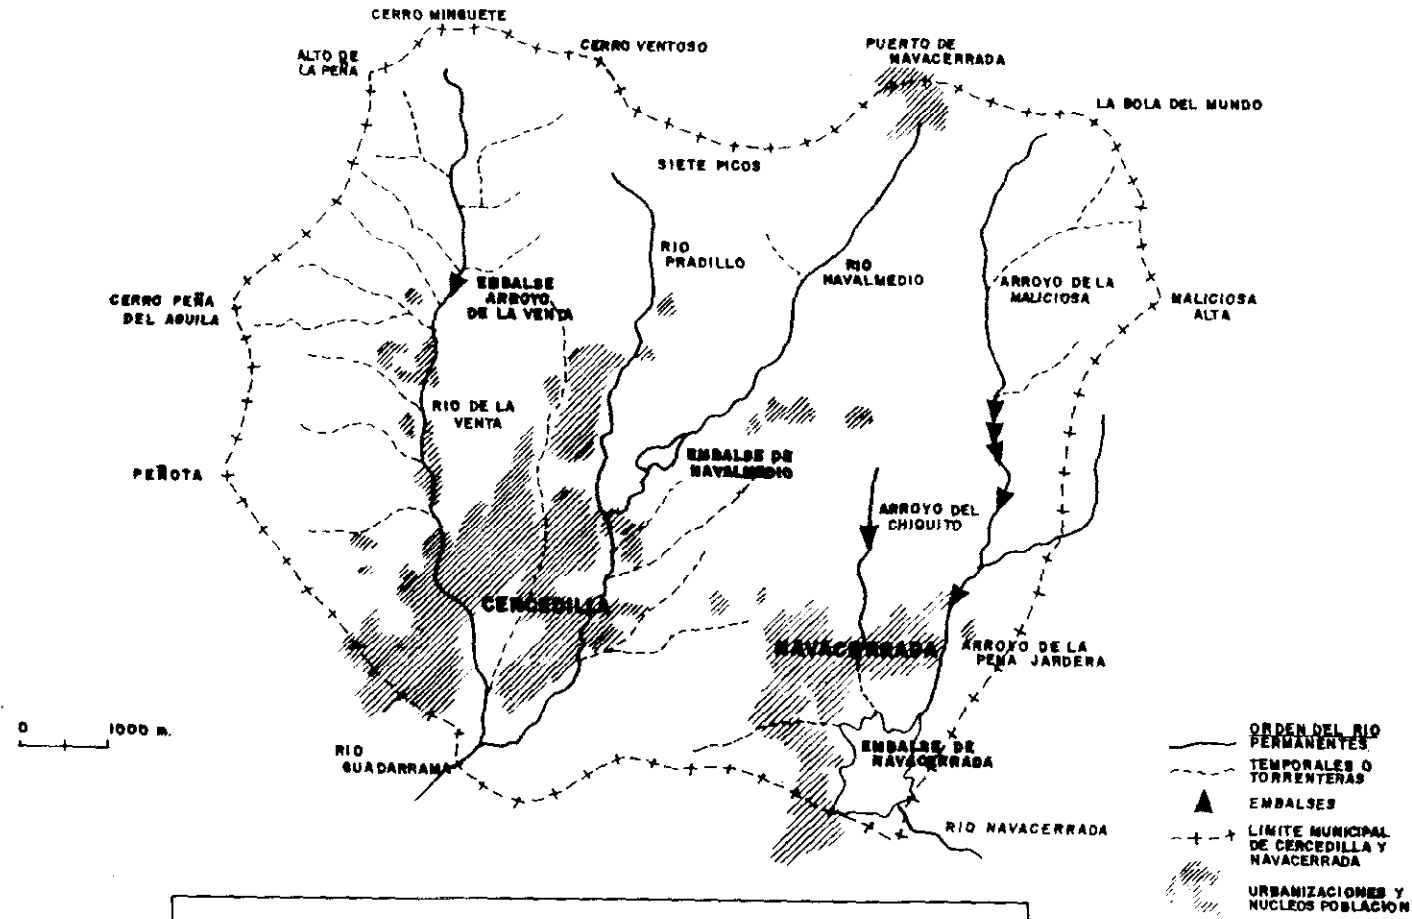 CERRO MINGUETE
ALTO DE
LA PEÑA
CERRO VENTOSO
PUERTO DE
NAVACERRADA
LA BOLA DEL MUNDO
SIETE PICOS
RIO
PRADILLO
RIO
NAVALMEDIO
EMBALSE
ARROYO
DE LA VENTA
ARROYO DE LA
MALICIOSA
MALICIOSA
ALTA
CERRO PEÑA
DEL AGUILA
RIO DE LA
VENTA
PEÑOTA
EMBALSE DE
NAVALMEDIO
ARROYO DEL
CHIQUITO
CERCEDILLA
NAVACERRADA
ARROYO DE LA
PENA JARDERA
0 1000 m.
RIO
GUADARRAMA
EMBALSE DE
NAVACERRADA
RIO NAVACERRADA
ORDEN DEL RIO
PERMANENTES
TEMPORALES O
TORRENTERAS
EMBALSES
LIMITE MUNICIPAL
DE CERCEDILLA Y
NAVACERRADA
URBANIZACIONES Y
NUCLEOS POBLACION